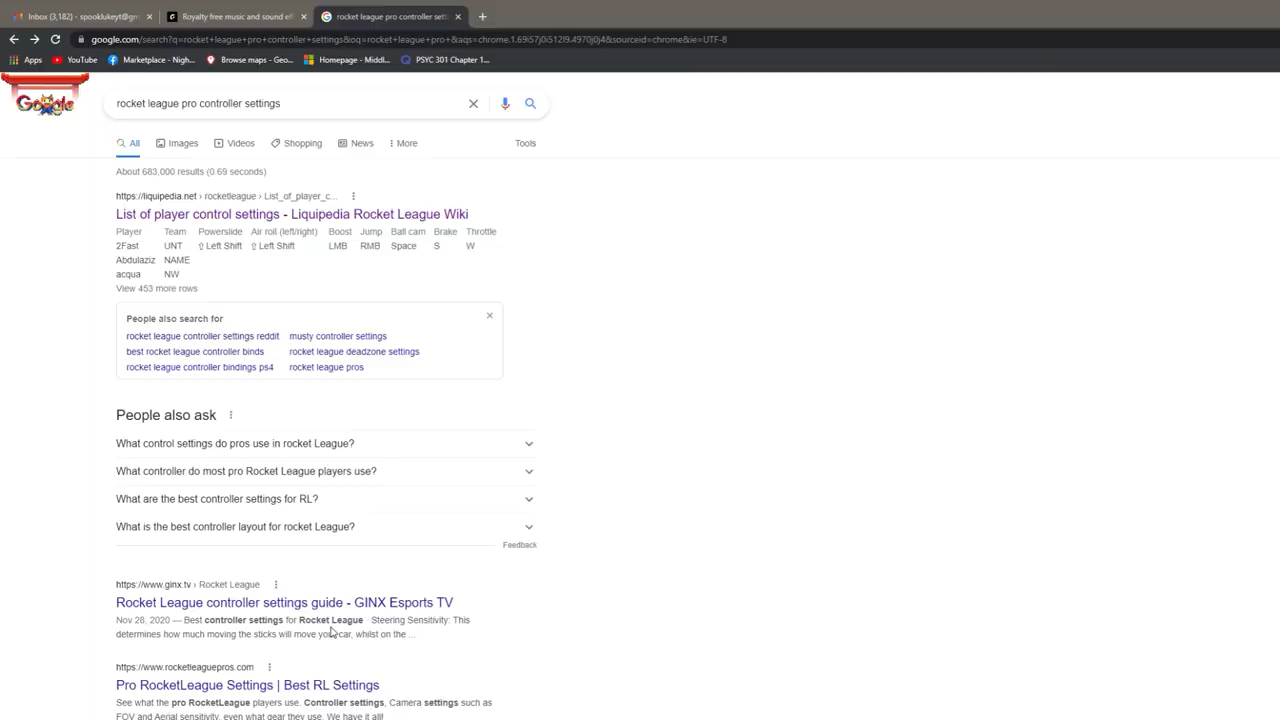 Inbox (3,182) - spooklukeyt@gm
Royalty free music and sound ef
rocket league pro controller sett
google.com/search?q=rocket+league+pro+controller+settings&oq=rocket+league+pro+&aqs=chrome.1.69i57j0i512l9.4970j0j4&sourceid=chrome&ie=UTF-8
Apps YouTube Marketplace - Nigh... Browse maps - Geo... Homepage - Middl... PSYC 301 Chapter 1...
Google
rocket league pro controller settings
All Images Videos Shopping News More Tools
About 683,000 results (0.69 seconds)
https://liquipedia.net › rocketleague › List_of_player_c...
List of player control settings - Liquipedia Rocket League Wiki
Player Team Powerslide Air roll (left/right) Boost Jump Ball cam Brake Throttle
2Fast UNT ⇧ Left Shift ⇧ Left Shift LMB RMB Space S W
Abdulaziz NAME
acqua NW
View 453 more rows
People also search for
rocket league controller settings reddit musty controller settings
best rocket league controller binds rocket league deadzone settings
rocket league controller bindings ps4 rocket league pros
People also ask
What control settings do pros use in rocket League?
What controller do most pro Rocket League players use?
What are the best controller settings for RL?
What is the best controller layout for rocket League?
Feedback
https://www.ginx.tv › Rocket League
Rocket League controller settings guide - GINX Esports TV
Nov 28, 2020 — Best controller settings for Rocket League Steering Sensitivity: This
determines how much moving the sticks will move your car, whilst on the ...
https://www.rocketleaguepros.com
Pro RocketLeague Settings | Best RL Settings
See what the pro RocketLeague players use. Controller settings, Camera settings such as
FOV and Aerial sensitivity, even what gear they use. We have it all!